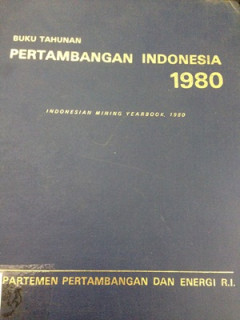 BUKU TAHUNAN
PERTAMBANGAN INDONESIA
1980
INDONESIAN MINING YEARBOOK, 1980
PARTEMEN PERTAMBANGAN DAN ENERGI R.I.